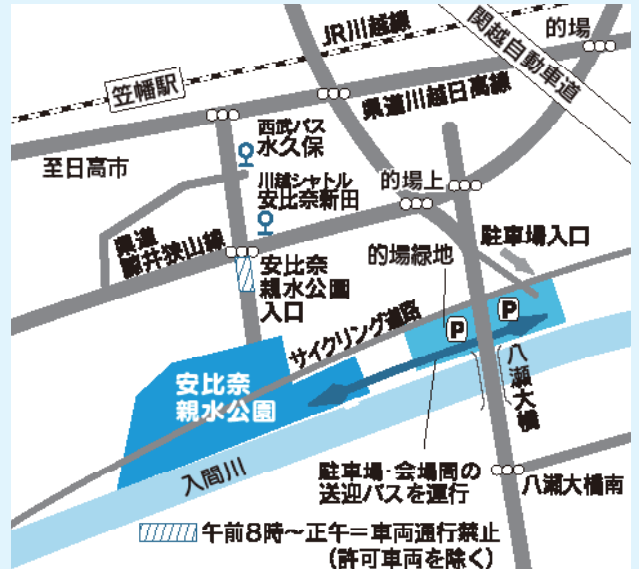 JR川越線
関越自動車道
的場
笠幡駅
県道川越日高線
西武バス
水久保
至日高市
川越シャトル
安比奈新田
的場上
県道
鯨井狭山線
駐車場入口
安比奈
親水公園
入口
的場緑地
サイクリング道路
P
P
安比奈
親水公園
八瀬大橋
入間川
駐車場・会場間の
送迎バスを運行
八瀬大橋南
午前8時～正午＝車両通行禁止
(許可車両を除く)